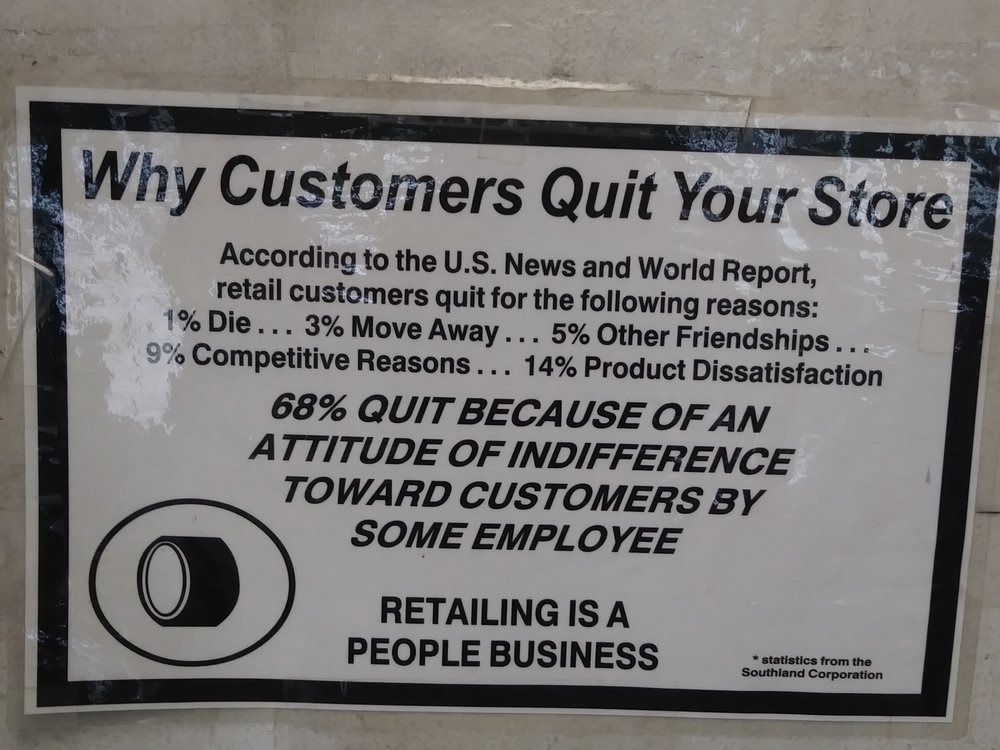 Why Customers Quit Your Store
According to the U.S. News and World Report,
retail customers quit for the following reasons:
1% Die . . . 3% Move Away . . . 5% Other Friendships . . .
9% Competitive Reasons . . . 14% Product Dissatisfaction
68% QUIT BECAUSE OF AN
ATTITUDE OF INDIFFERENCE
TOWARD CUSTOMERS BY
SOME EMPLOYEE
RETAILING IS A
PEOPLE BUSINESS
* statistics from the
Southland Corporation